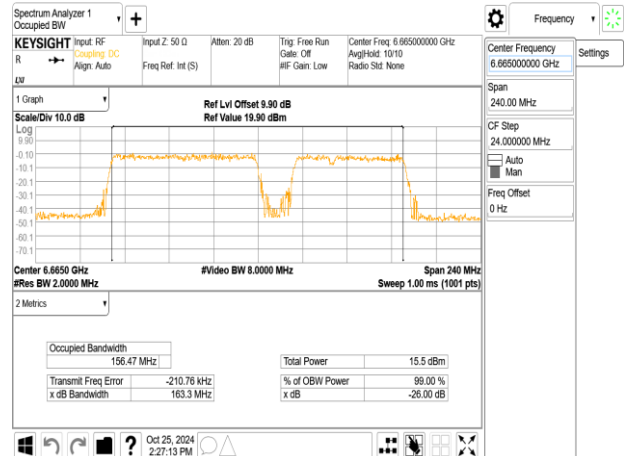 Spectrum Analyzer 1
Occupied BW
Frequency
KEYSIGHT
R
LXI
Input: RF
Coupling: DC
Align: Auto
Input Z: 50 Ω
Freq Ref: Int (S)
Atten: 20 dB
Trig: Free Run
Gate: Off
#IF Gain: Low
Center Freq: 6.665000000 GHz
Avg|Hold: 10/10
Radio Std: None
1 Graph
Scale/Div 10.0 dB
Ref Lvl Offset 9.90 dB
Ref Value 19.90 dBm
Log
9.90
-0.10
-10.1
-20.1
-30.1
-40.1
-50.1
-60.1
-70.1
Center 6.6650 GHz
#Video BW 8.0000 MHz
Span 240 MHz
#Res BW 2.0000 MHz
Sweep 1.00 ms (1001 pts)
2 Metrics
Occupied Bandwidth
156.47 MHz
Transmit Freq Error -210.76 kHz
x dB Bandwidth 163.3 MHz
Total Power 15.5 dBm
% of OBW Power 99.00 %
x dB -26.00 dB
Oct 25, 2024
2:27:13 PM
Center Frequency
6.665000000 GHz
Span
240.00 MHz
CF Step
24.000000 MHz
Auto
Man
Freq Offset
0 Hz
Settings